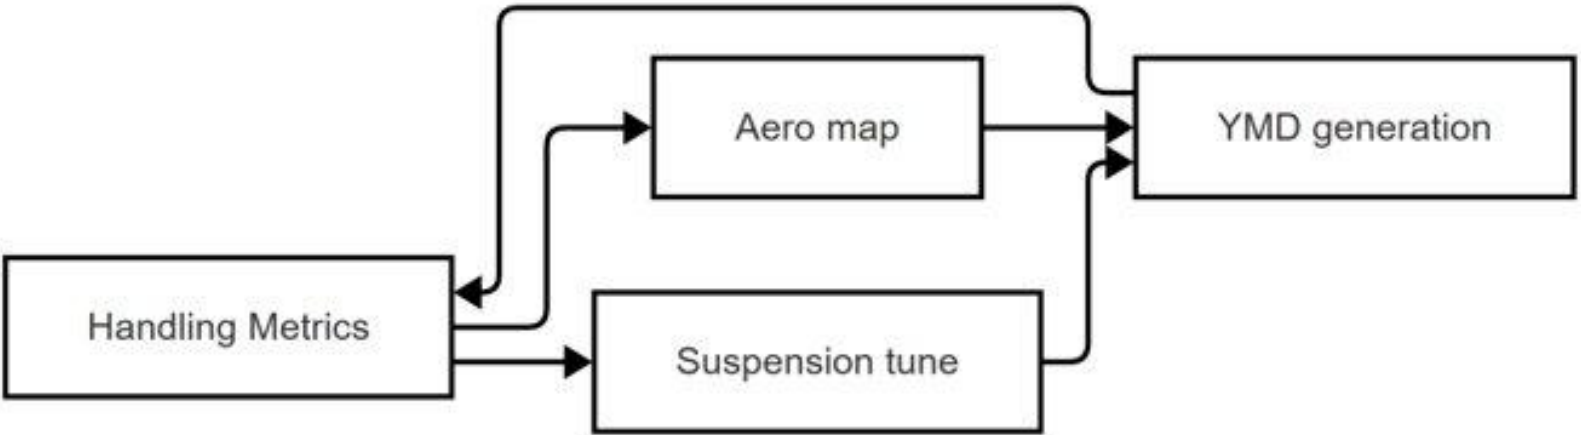 Aero map
YMD generation
Handling Metrics
Suspension tune